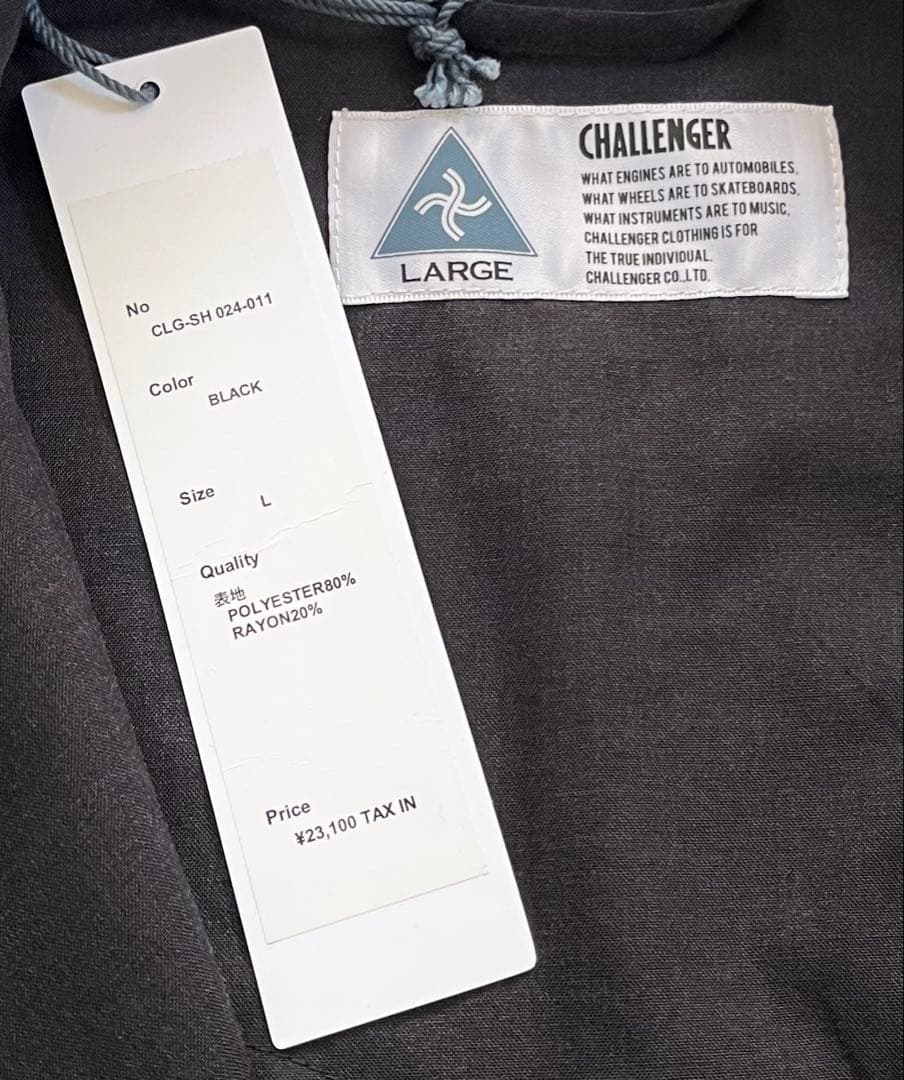 No
CLG-SH 024-011
Color
BLACK
Size
L
Quality
表地
POLYESTER80%
RAYON20%
Price
¥23,100 TAX IN
LARGE
CHALLENGER
WHAT ENGINES ARE TO AUTOMOBILES,
WHAT WHEELS ARE TO SKATEBOARDS,
WHAT INSTRUMENTS ARE TO MUSIC,
CHALLENGER CLOTHING IS FOR
THE TRUE INDIVIDUAL.
CHALLENGER CO.,LTD.